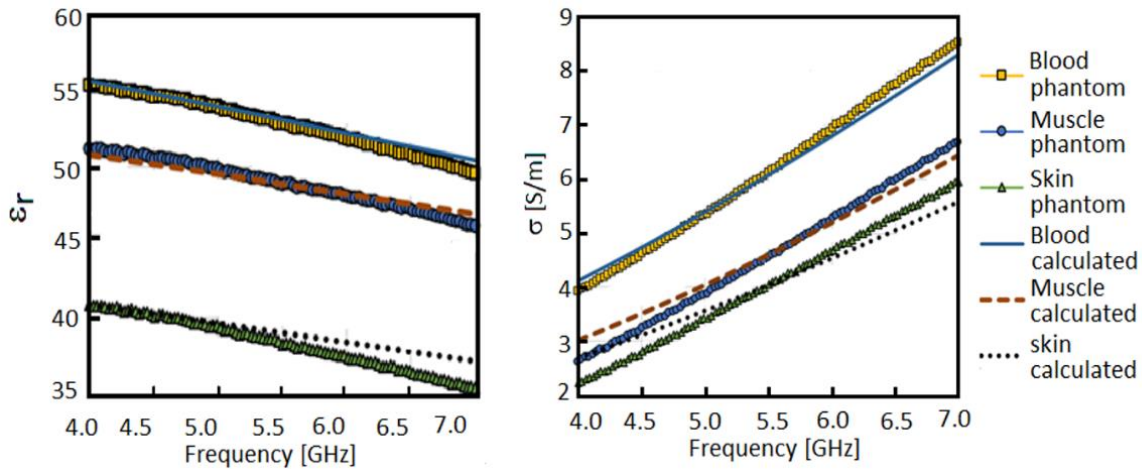 60
55
50
45
40
35
εr
4.0 4.5 5.0 5.5 6.0 6.5 7.0
Frequency [GHz]
9
8
7
6
5
4
3
2
σ [S/m]
4.0 4.5 5.0 5.5 6.0 6.5 7.0
Frequency [GHz]
Blood
phantom
Muscle
phantom
Skin
phantom
Blood
calculated
Muscle
calculated
skin
calculated